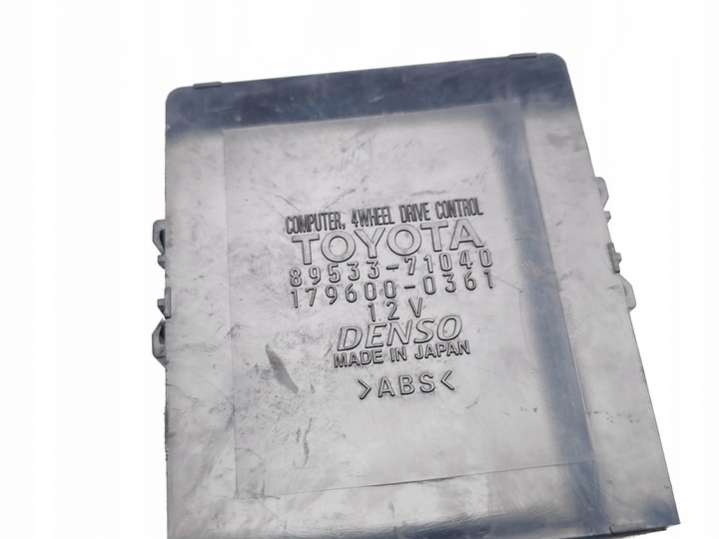 COMPUTER, 4WHEEL DRIVE CONTROL
TOYOTA
89533-71040
179600-0361
12V
DENSO
MADE IN JAPAN
>ABS<